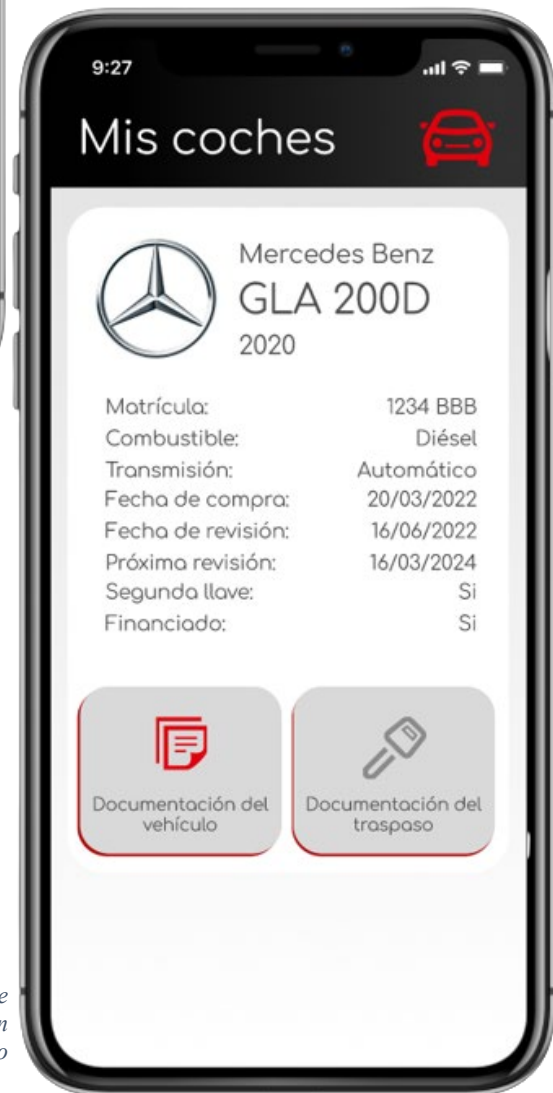 9:27
Mis coches
Mercedes Benz
GLA 200D
2020
Matrícula: 1234 BBB
Combustible: Diésel
Transmisión: Automático
Fecha de compra: 20/03/2022
Fecha de revisión: 16/06/2022
Próxima revisión: 16/03/2024
Segunda llave: Si
Financiado: Si
Documentación del Documentación del
vehículo traspaso